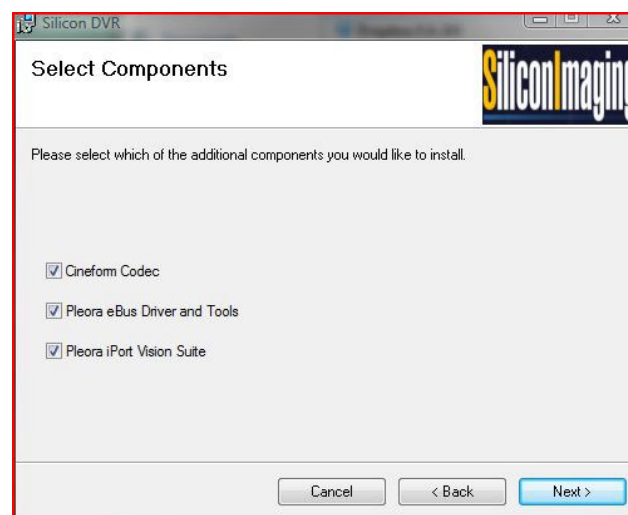 Silicon DVR
Select Components
SiliconImaging
Please select which of the additional components you would like to install.
Cineform Codec
Pleora eBus Driver and Tools
Pleora iPort Vision Suite
Cancel
< Back
Next >